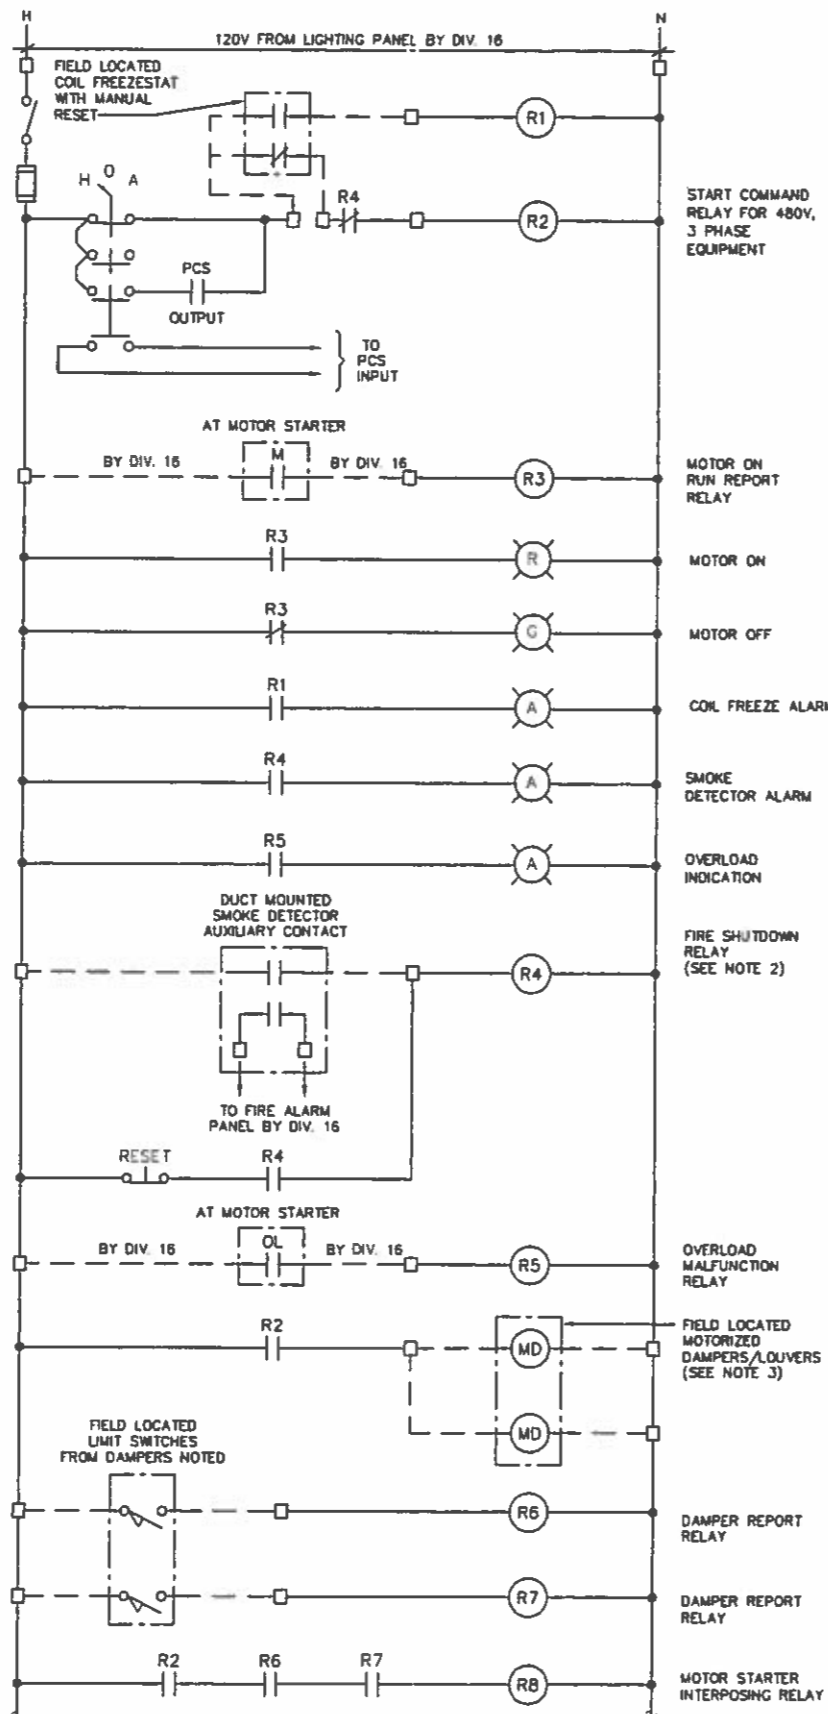 H
N
120V FROM LIGHTING PANEL BY DIV. 16
FIELD LOCATED
COIL FREEZESTAT
WITH MANUAL
RESET
R1
H O A
R4
R2
START COMMAND
RELAY FOR 480V,
3 PHASE
EQUIPMENT
PCS
OUTPUT
TO
PCS
INPUT
AT MOTOR STARTER
BY DIV. 16
M
BY DIV. 16
R3
MOTOR ON
RUN REPORT
RELAY
R3
R
MOTOR ON
R3
G
MOTOR OFF
R1
A
COIL FREEZE ALARM
R4
A
SMOKE
DETECTOR ALARM
R5
A
OVERLOAD
INDICATION
DUCT MOUNTED
SMOKE DETECTOR
AUXILIARY CONTACT
R4
FIRE SHUTDOWN
RELAY
(SEE NOTE 2)
TO FIRE ALARM
PANEL BY DIV. 16
RESET
R4
AT MOTOR STARTER
BY DIV. 16
OL
BY DIV. 16
R5
OVERLOAD
MALFUNCTION
RELAY
R2
MD
FIELD LOCATED
MOTORIZED
DAMPERS/LOUVERS
(SEE NOTE 3)
MD
FIELD LOCATED
LIMIT SWITCHES
FROM DAMPERS NOTED
R6
DAMPER REPORT
RELAY
R7
DAMPER REPORT
RELAY
R2
R6
R7
R8
MOTOR STARTER
INTERPOSING RELAY